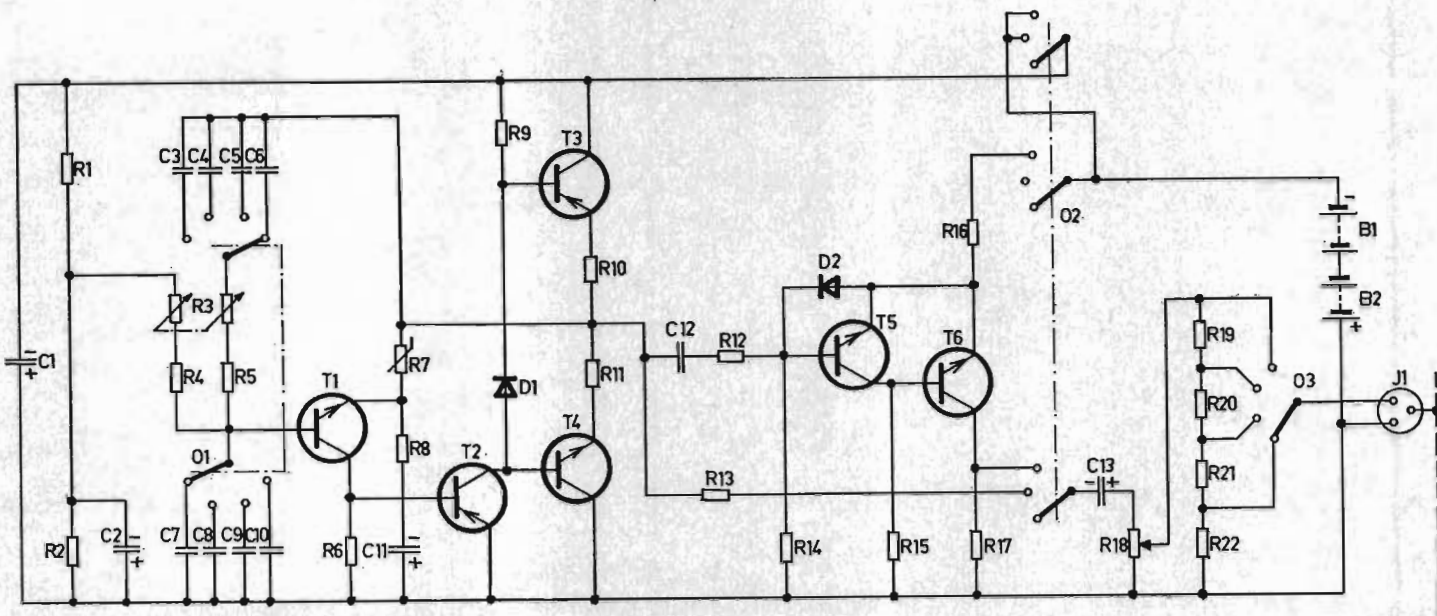 R9
T3
C3 C4 C5 C6
R1
O2
R16
B1
R10
D2
B2
R3
C12
R12
T5
T6
R19
C1
R7
J1
R4
R5
T1
R11
D1
O3
R20
R8
T2
T4
O1
R13
C13
R21
C7
C8
C9
C10
R2
C2
R6
C11
R14
R15
R17
R18
R22
- +
- +
- +
- +
- +